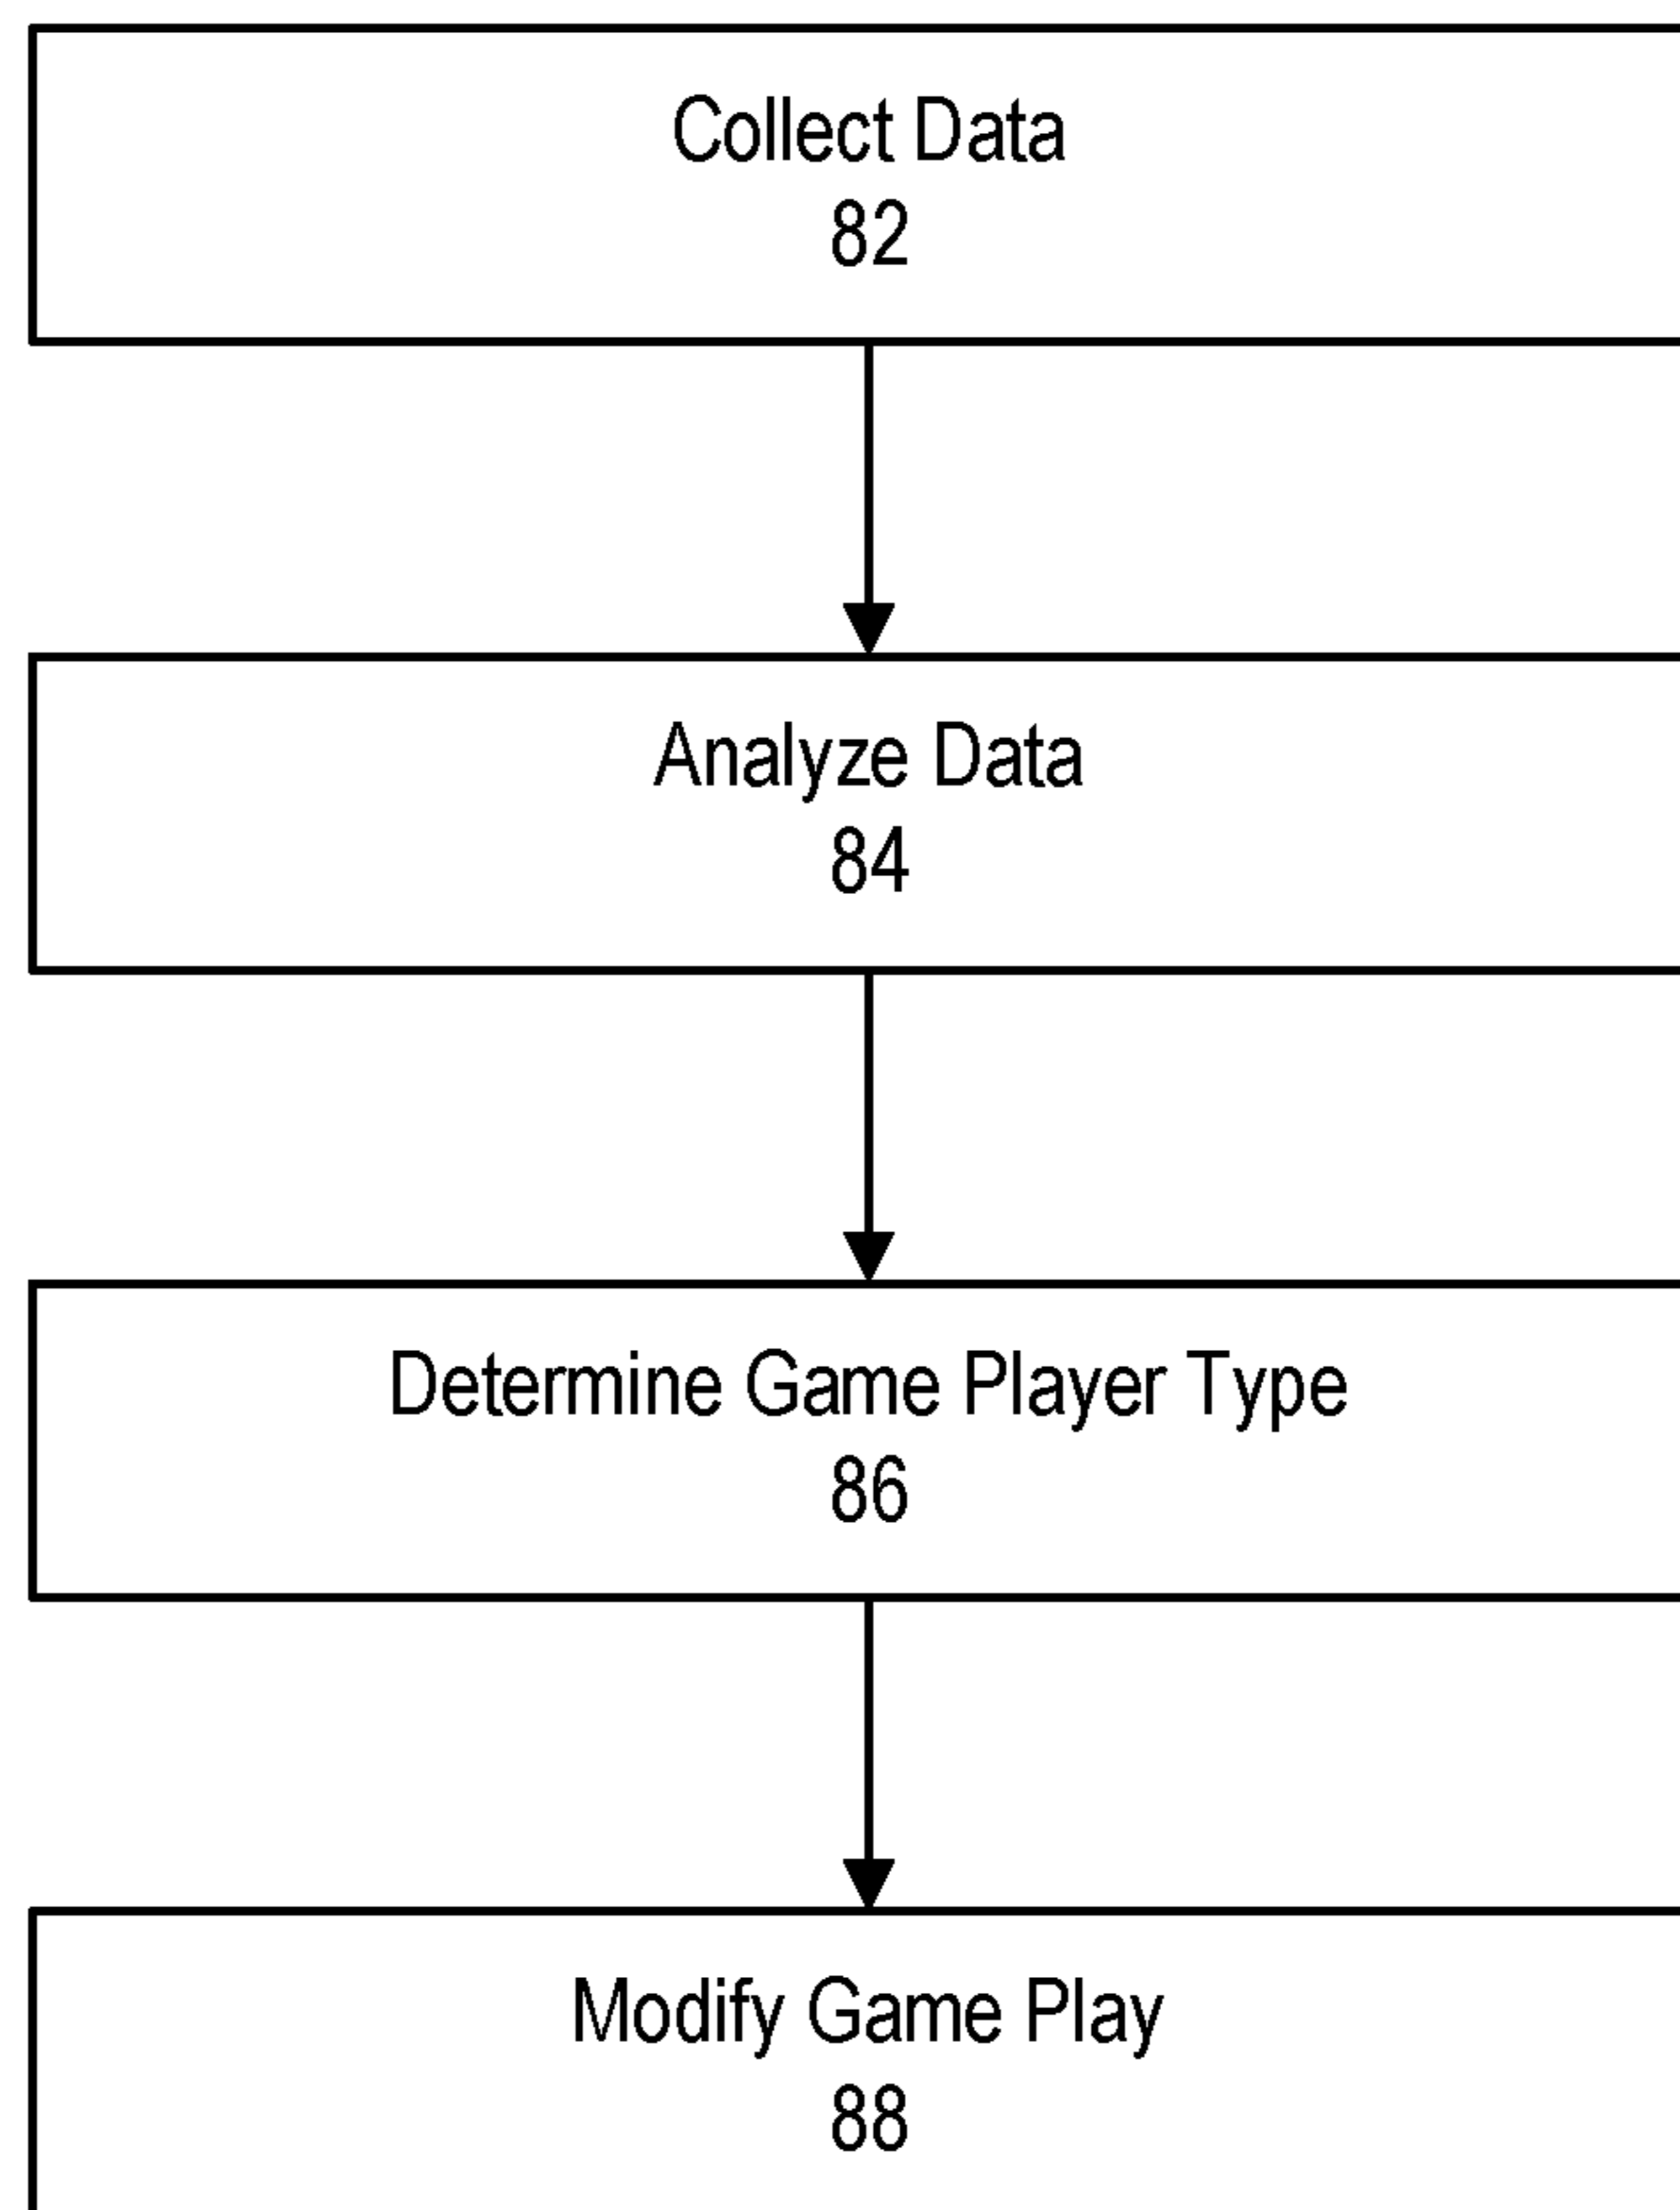 Collect Data
82
Analyze Data
84
Determine Game Player Type
86
Modify Game Play
88